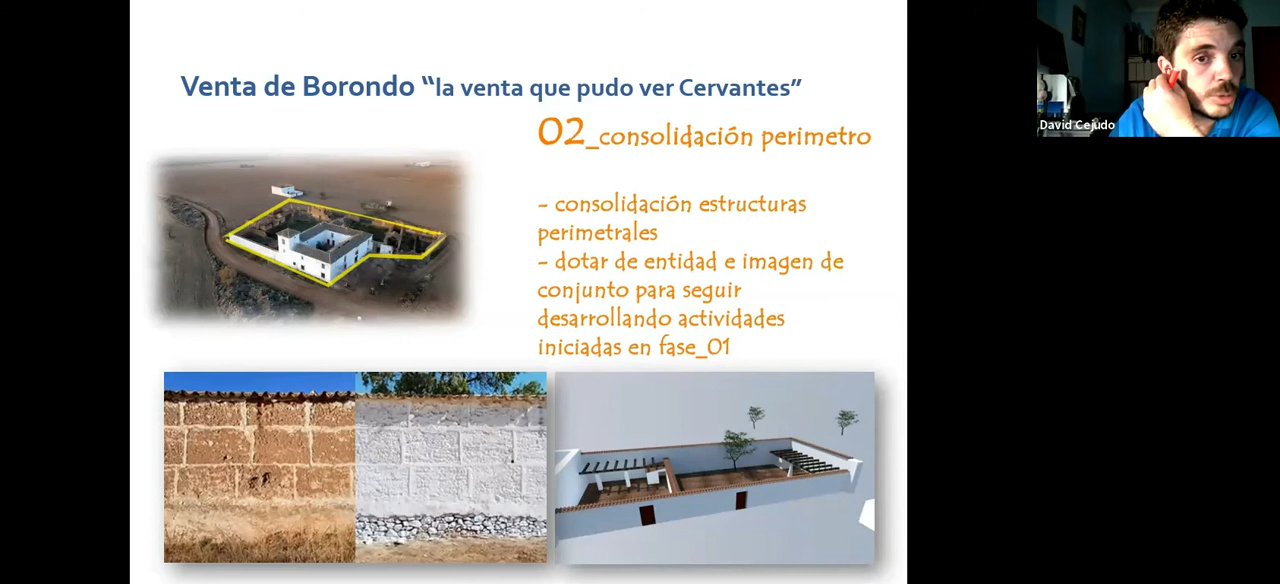 Venta de Borondo “la venta que pudo ver Cervantes”
02_consolidación perimetro
- consolidación estructuras
perimetrales
- dotar de entidad e imagen de
conjunto para seguir
desarrollando actividades
iniciadas en fase_01
David Cejudo